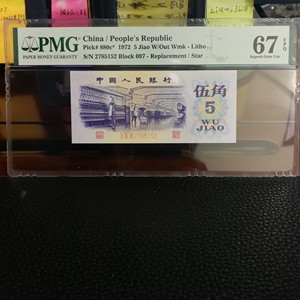 PMG
PAPER MONEY GUARANTY
China / People's Republic
Pick# 880c* 1972 5 Jiao W/Out Wmk - Litho
S/N 2785152 Block 097 - Replacement / Star
67 EPQ
Superb Gem Unc
中国人民银行
伍角
5
WU
JIAO
2785152